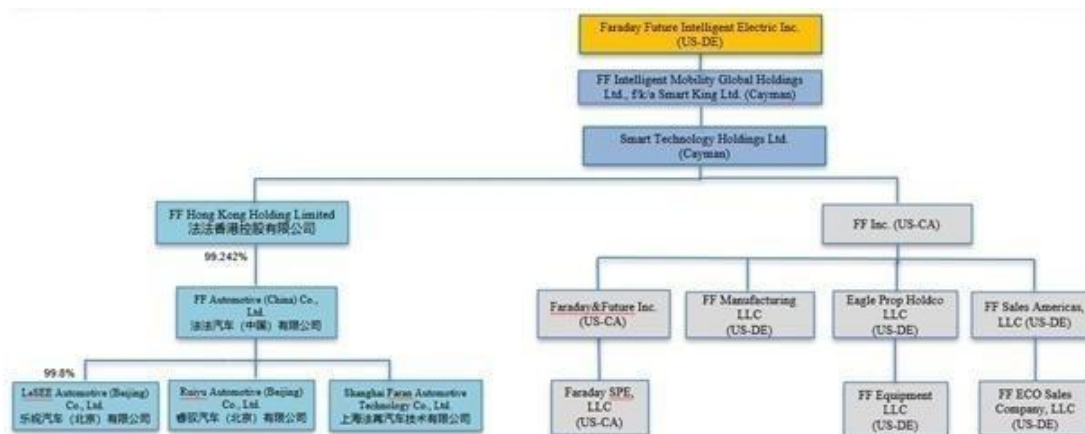 Faraday Future Intelligent Electric Inc.
(US-DE)
FF Intelligent Mobility Global Holdings
Ltd., f/k/a Smart King Ltd. (Cayman)
Smart Technology Holdings Ltd.
(Cayman)
FF Hong Kong Holding Limited
法法香港控股有限公司
FF Inc. (US-CA)
99.242%
FF Automotive (China) Co.,
Ltd.
法法汽车（中国）有限公司
Faraday&Future Inc.
(US-CA)
FF Manufacturing
LLC
(US-DE)
Eagle Prop Holdco
LLC
(US-DE)
FF Sales Americas,
LLC (US-DE)
99.8%
LeSEE Automotive (Beijing)
Co., Ltd.
乐视汽车（北京）有限公司
Ruiyu Automotive (Beijing)
Co., Ltd.
睿驭汽车（北京）有限公司
Shanghai Faran Automotive
Technology Co., Ltd.
上海法冉汽车技术有限公司
Faraday SPE,
LLC
(US-CA)
FF Equipment
LLC
(US-DE)
FF ECO Sales
Company, LLC
(US-DE)